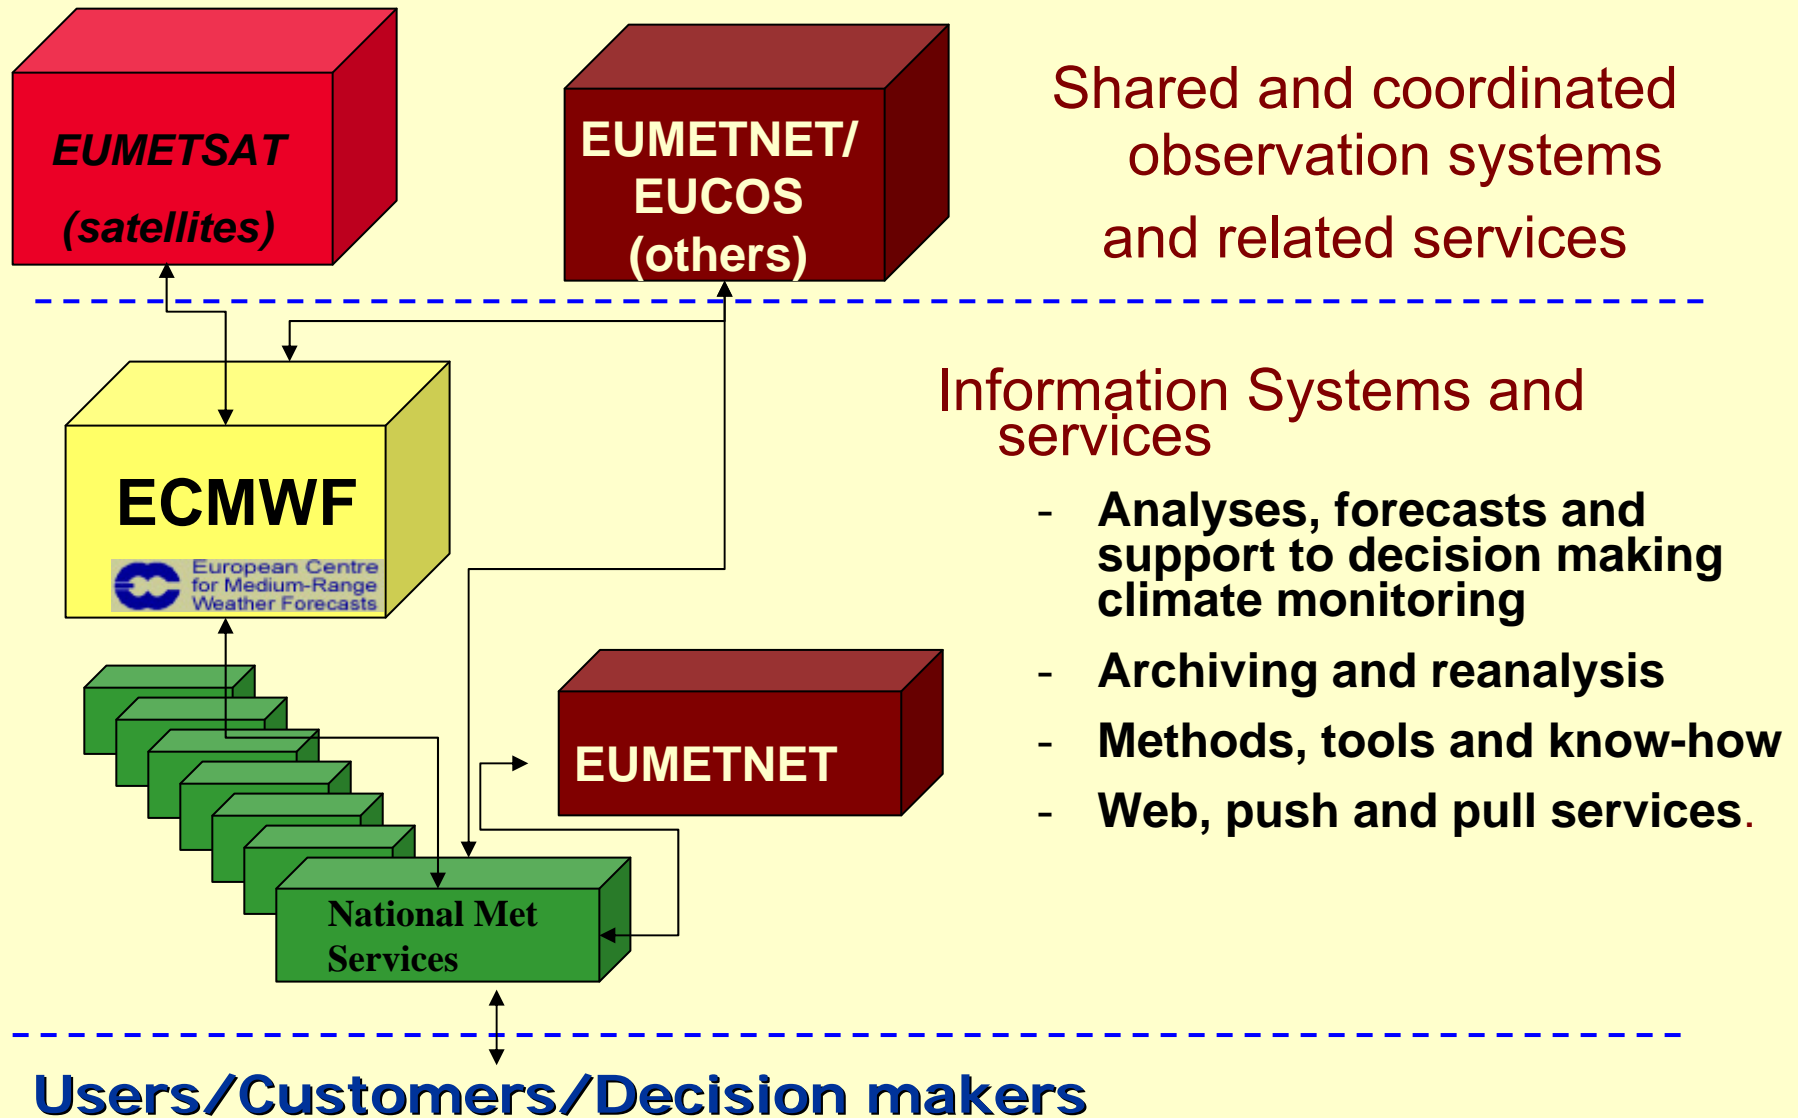 EUMETSAT
(satellites)
EUMETNET/
EUCOS
(others)
Shared and coordinated
observation systems
and related services
ECMWF
European Centre
for Medium-Range
Weather Forecasts
Information Systems and
services
- Analyses, forecasts and
support to decision making
climate monitoring
- Archiving and reanalysis
- Methods, tools and know-how
- Web, push and pull services.
EUMETNET
National Met
Services
Users/Customers/Decision makers